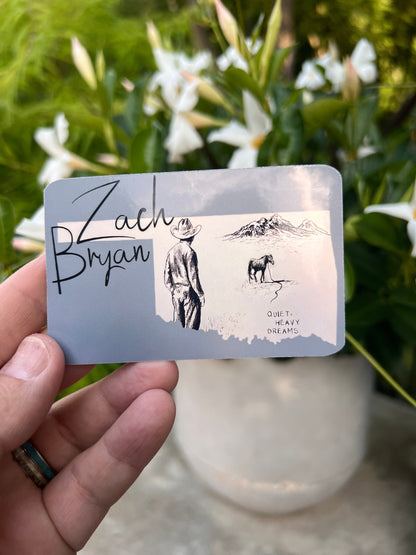 Zach
Bryan
QUIET,
HEAVY
DREAMS